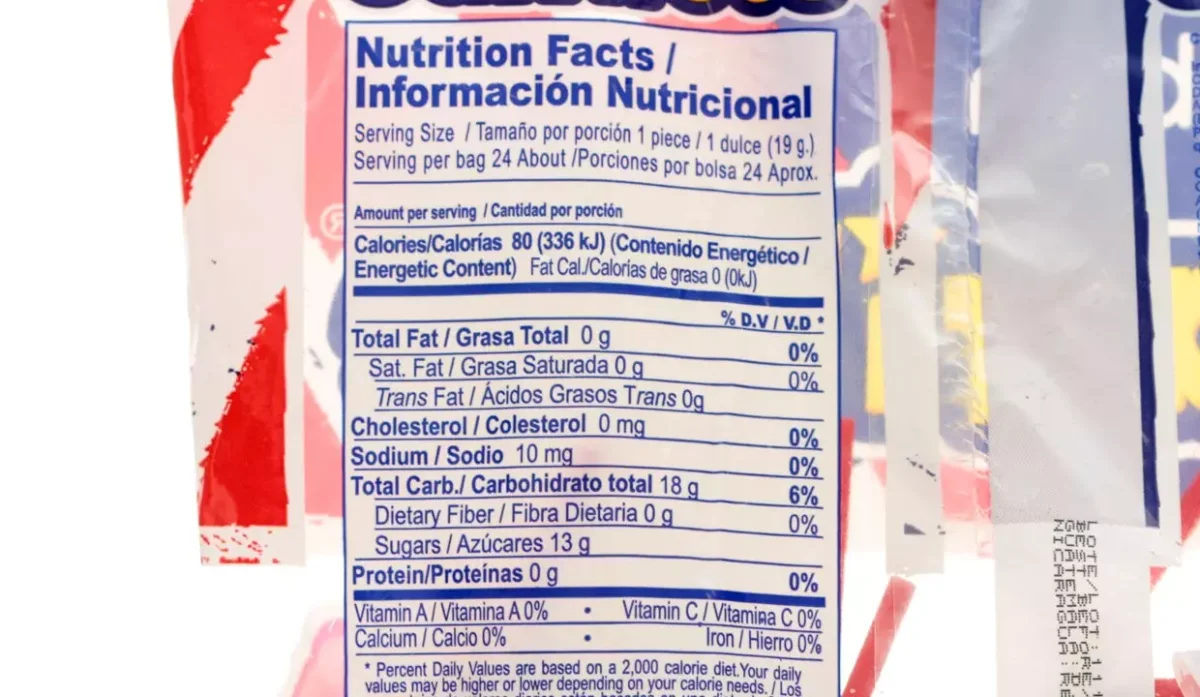 Nutrition Facts /
Información Nutricional
Serving Size / Tamaño por porción 1 piece / 1 dulce (19 g.)
Serving per bag 24 About /Porciones por bolsa 24 Aprox.
Amount per serving / Cantidad por porción
Calories/Calorías 80 (336 kJ) (Contenido Energético /
Energetic Content) Fat Cal./Calorías de grasa 0 (0kJ)
% D.V / V.D *
Total Fat / Grasa Total 0 g 0%
Sat. Fat / Grasa Saturada 0 g 0%
Trans Fat / Ácidos Grasos Trans 0g
Cholesterol / Colesterol 0 mg 0%
Sodium / Sodio 10 mg 0%
Total Carb./ Carbohidrato total 18 g 6%
Dietary Fiber / Fibra Dietaria 0 g 0%
Sugars / Azúcares 13 g
Protein/Proteínas 0 g 0%
Vitamin A / Vitamina A 0% • Vitamin C / Vitamina C 0%
Calcium / Calcio 0% • Iron / Hierro 0%
* Percent Daily Values are based on a 2,000 calorie diet.Your daily
values may be higher or lower depending on your calorie needs. / Los